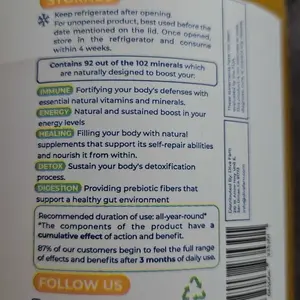 STORAGE
Keep refrigerated after opening.
For unopened product, best used before the
date mentioned on the lid. Once opened,
store in the refrigerator and consume
within 4 weeks.
Contains 92 out of the 102 minerals which
are naturally designed to boost your:
IMMUNE Fortifying your body's defenses with
essential natural vitamins and minerals.
ENERGY Natural and sustained boost in your
energy levels
HEALING Filling your body with natural
supplements that support its self-repair abilities
and nourish it from within.
DETOX Sustain your body's detoxification
process.
DIGESTION Providing prebiotic fibers that
support a healthy gut environment
Recommended duration of use: all-year-round*
*The components of the product have a
cumulative effect of action and benefit.
87% of our customers begin to feel the full range
of effects and benefits after 3 months of daily use.
FOLLOW US